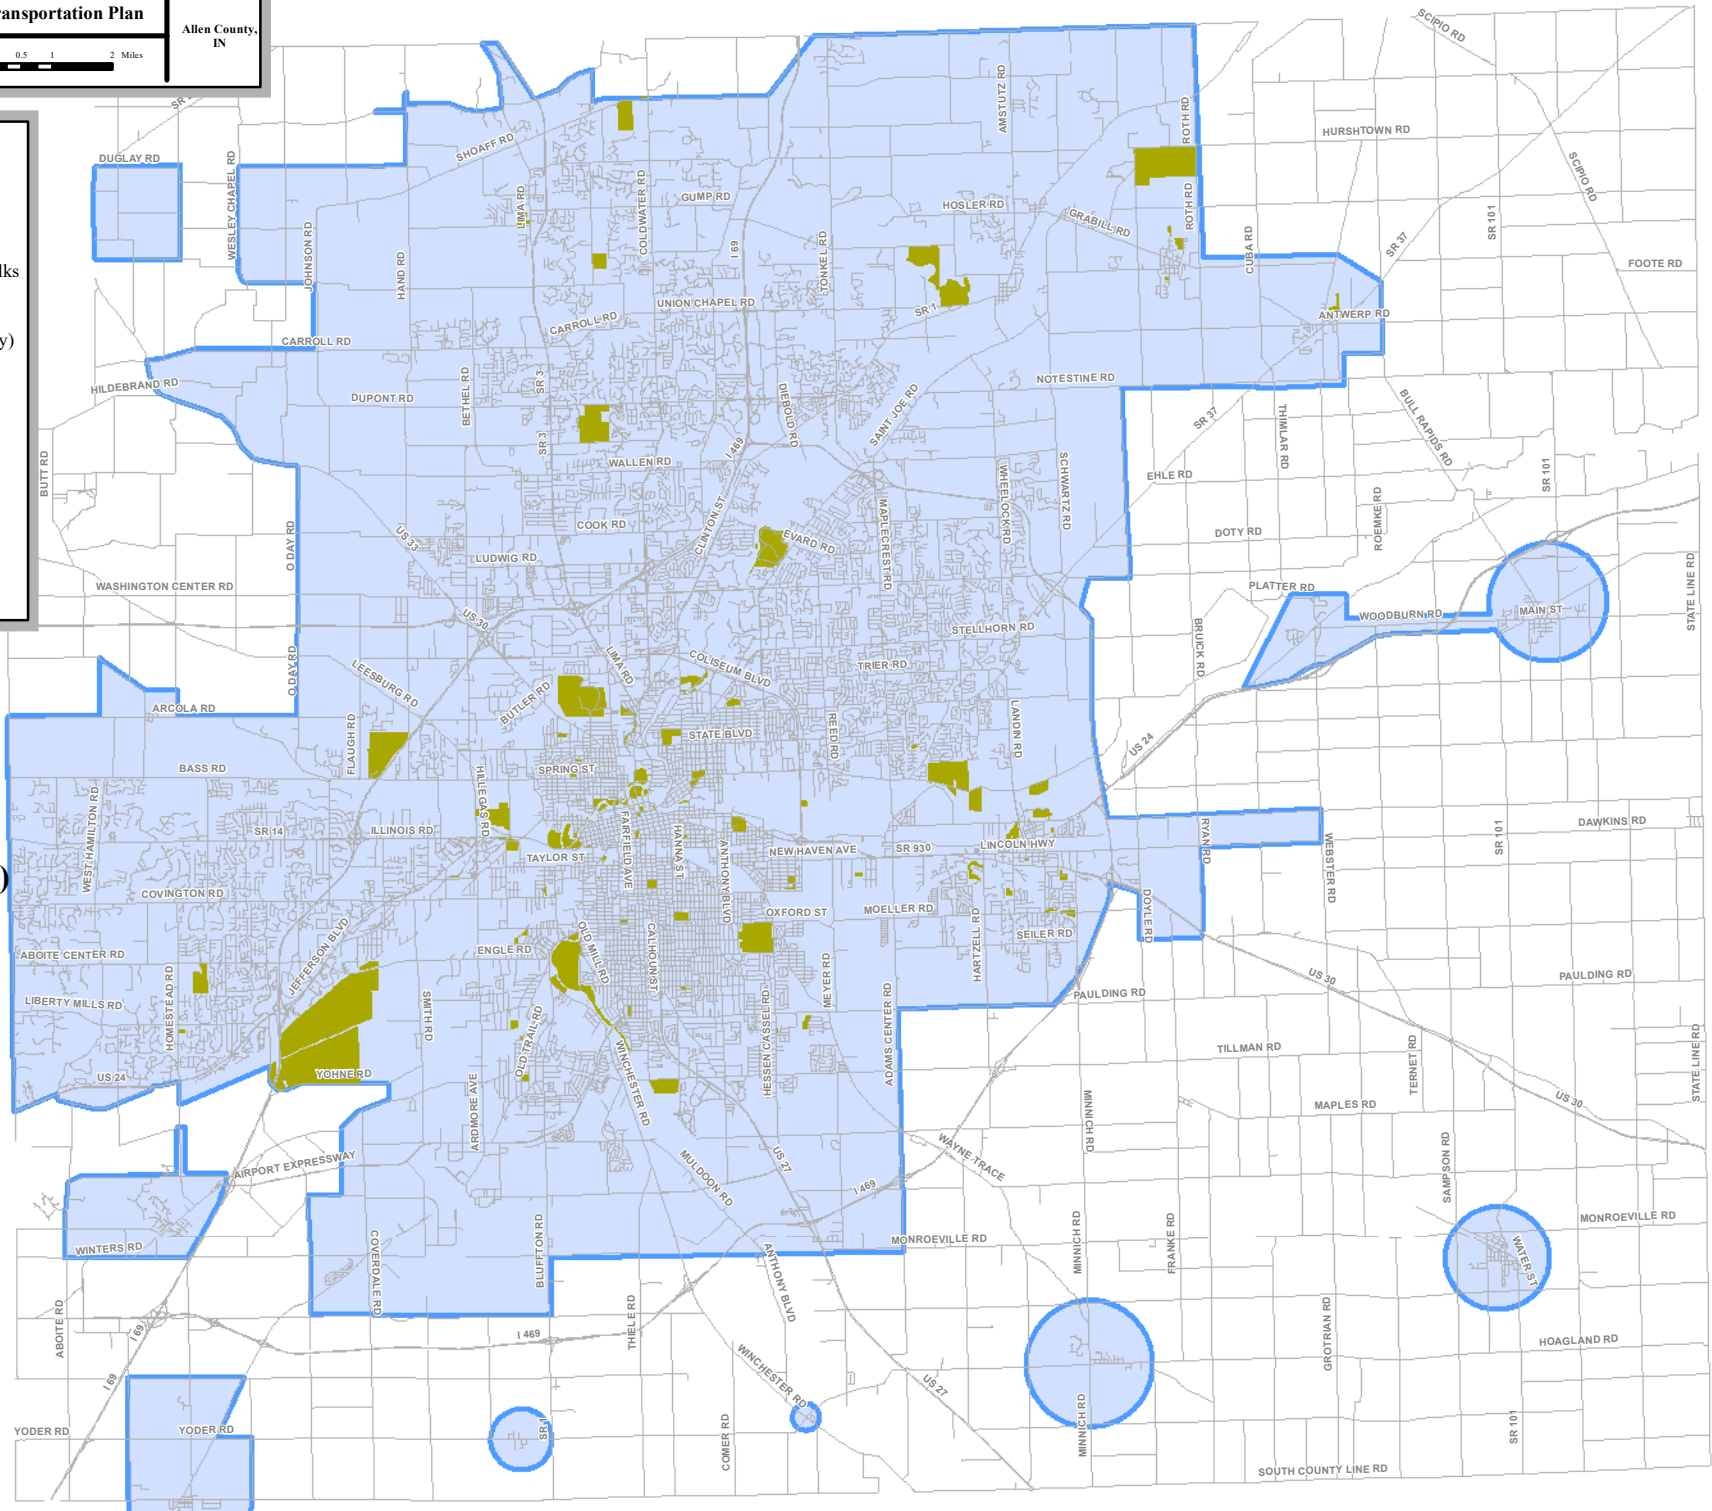 ransportation Plan
Allen County,
IN
0.5 1 2 Miles
lks
y)
)
SCIPIO RD
SR
DUGLAY RD
WESLEY CHAPEL RD
SHOAFF RD
AMSTUTZ RD
ROTH RD
HURSHTOWN RD
SCIPIO RD
LIMA RD
COLDWATER RD
GUMP RD
HOSLER RD
GRABILL RD
ROTH RD
SR 101
JOHNSON RD
HAND RD
I 69
TONKEL RD
CUBA RD
SR 37
FOOTE RD
UNION CHAPEL RD
SR 1
CARROLL RD
ANTWERP RD
CARROLL RD
HILDEBRAND RD
DUPONT RD
BETHEL RD
SR 3
DIEBOLD RD
SAINT JOE RD
NOTESTINE RD
SR 37
THIMLAR RD
BULL RAPIDS RD
SR 3
I 469
WALLEN RD
BUTT RD
WHEELOCK RD
SCHWARTZ RD
EHLE RD
SR 101
O DAY RD
US 33
COOK RD
CLINTON ST
EVARD RD
MAPLECREST RD
DOTY RD
ROEMKE RD
LUDWIG RD
WASHINGTON CENTER RD
PLATTER RD
WOODBURN RD
MAIN ST
STATE LINE RD
US 30
STELLHORN RD
BRUICK RD
O DAY RD
LEESBURG RD
LIMA RD
COLISEUM BLVD
TRIER RD
BUTLER RD
ARCOLA RD
FLAUGH RD
STATE BLVD
REED RD
LANDIN RD
US 24
BASS RD
SPRING ST
HILLEGAS RD
WEST HAMILTON RD
SR 14
ILLINOIS RD
FAIRFIELD AVE
HANNA ST
ANTHONY BLVD
NEW HAVEN AVE
SR 930
LINCOLN HWY
RYAN RD
WEBSTER RD
SR 101
DAWKINS RD
TAYLOR ST
COVINGTON RD
OXFORD ST
MOELLER RD
DOYLE RD
JEFFERSON BLVD
ABOITE CENTER RD
ENGLE RD
OLD MILL RD
CALHOUN ST
HARTZELL RD
SEILER RD
HOMESTEAD RD
LIBERTY MILLS RD
SMITH RD
MEYER RD
PAULDING RD
US 30
PAULDING RD
OLD TRAIL RD
HESSEN CASSEL RD
ADAMS CENTER RD
WINCHESTER RD
TILLMAN RD
TERNET RD
STATE LINE RD
US 24
YOHNE RD
ARDMORE AVE
MINNICH RD
MAPLES RD
US 30
AIRPORT EXPRESSWAY
MULDOON RD
US 27
WAYNE TRACE
I 469
SAMPSON RD
WINTERS RD
COVERDALE RD
BLUFFTON RD
ANTHONY BLVD
MONROEVILLE RD
MINNICH RD
FRANKE RD
MONROEVILLE RD
WATER ST
ABOITE RD
I 69
I 469
THIELE RD
GROTRIAN RD
HOAGLAND RD
I 69
WINCHESTER RD
US 27
YODER RD
YODER RD
SR 1
COMER RD
MINNICH RD
SR 101
SOUTH COUNTY LINE RD